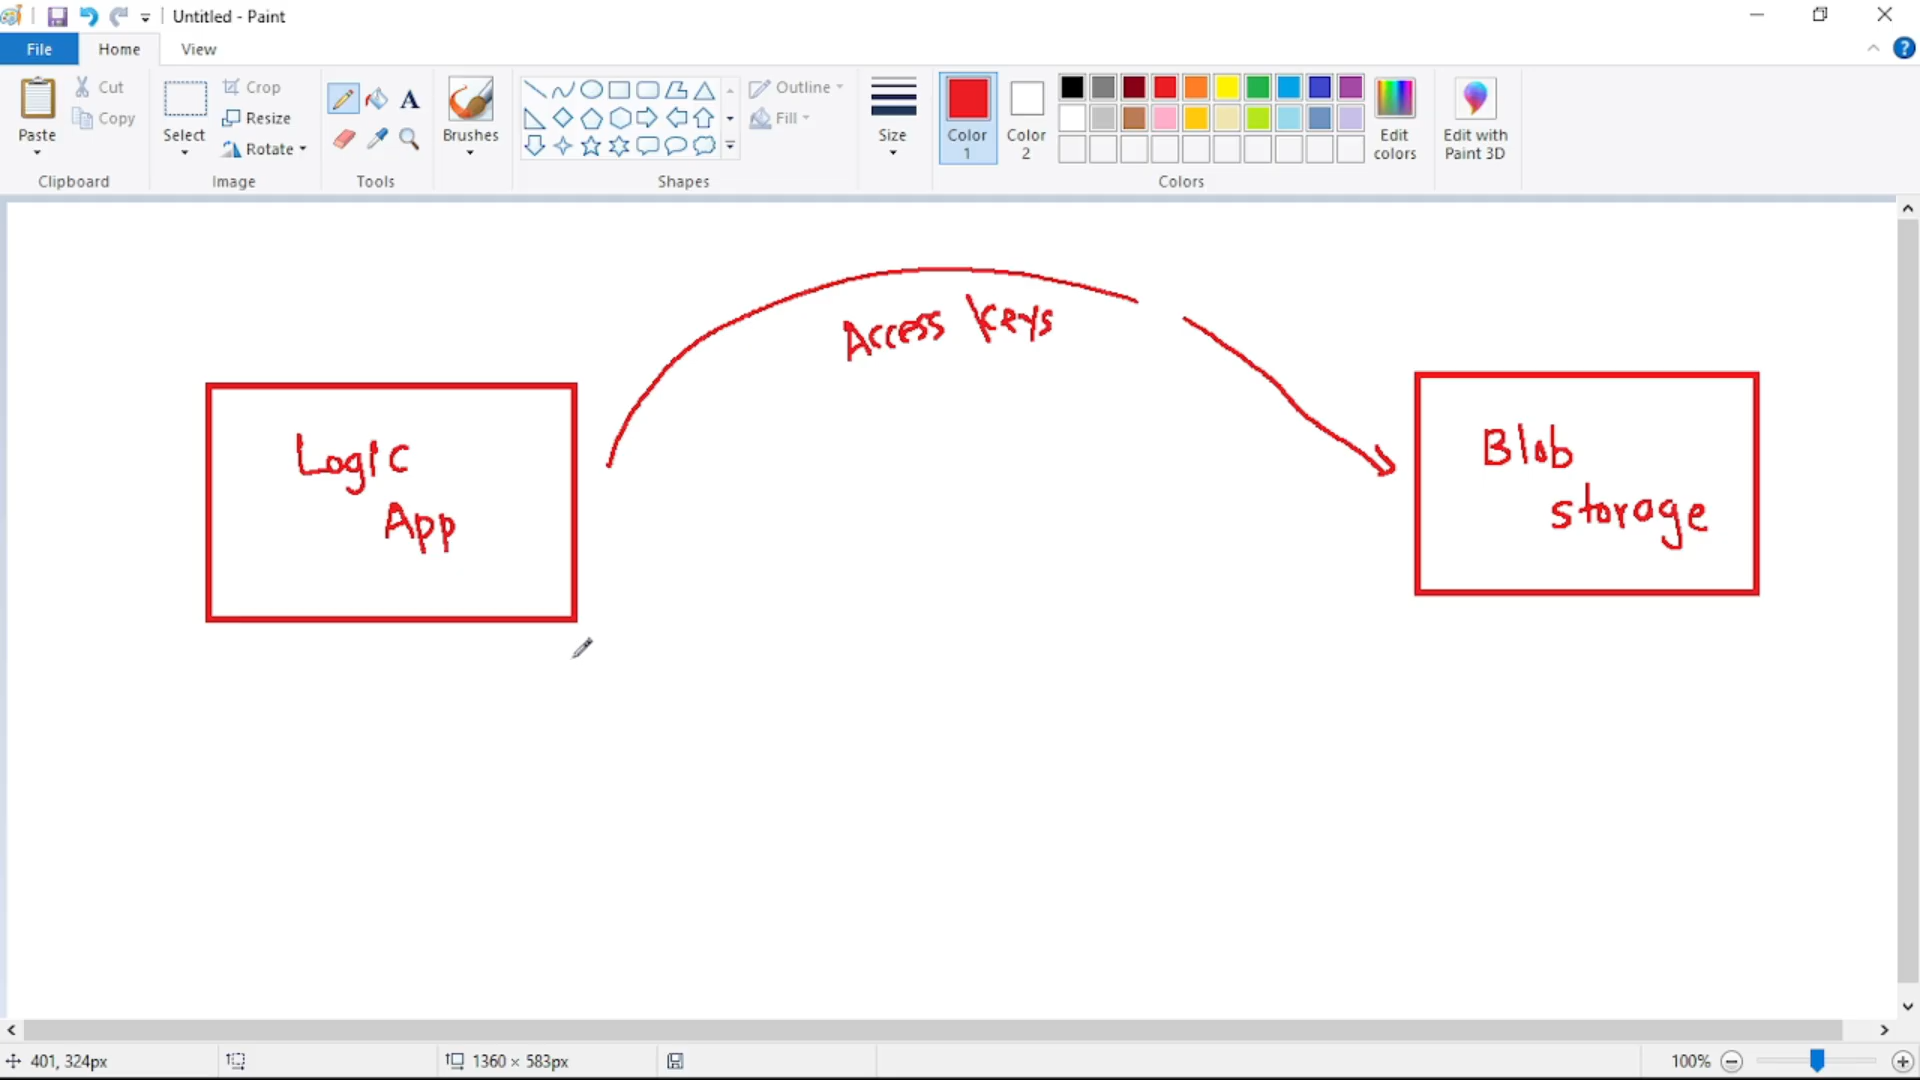 Untitled - Paint
File Home View
Paste
Cut
Copy
Clipboard
Select
Crop
Resize
Rotate
Image
A
Tools
Brushes
Shapes
Outline
Fill
Size
Color 1
Color 2
Edit colors
Edit with Paint 3D
Colors
Access Keys
Logic
App
Blob
storage
401, 324px
1360 × 583px
100%